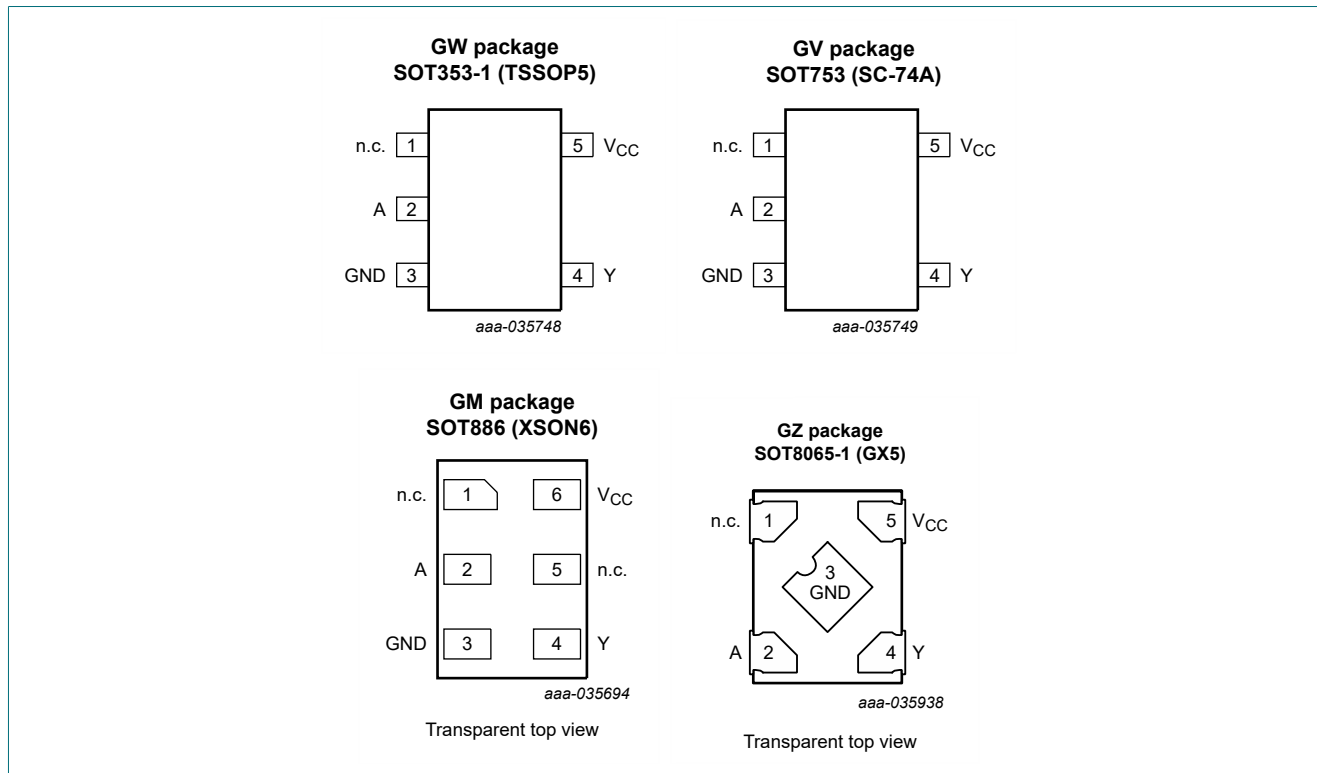 GW package
SOT353-1 (TSSOP5)
n.c. 1 5 VCC
A 2
GND 3 4 Y
aaa-035748
GV package
SOT753 (SC-74A)
n.c. 1 5 VCC
A 2
GND 3 4 Y
aaa-035749
GM package
SOT886 (XSON6)
n.c. 1 6 VCC
A 2 5 n.c.
GND 3 4 Y
aaa-035694
Transparent top view
GZ package
SOT8065-1 (GX5)
n.c. 1 5 VCC
3
GND
A 2 4 Y
aaa-035938
Transparent top view